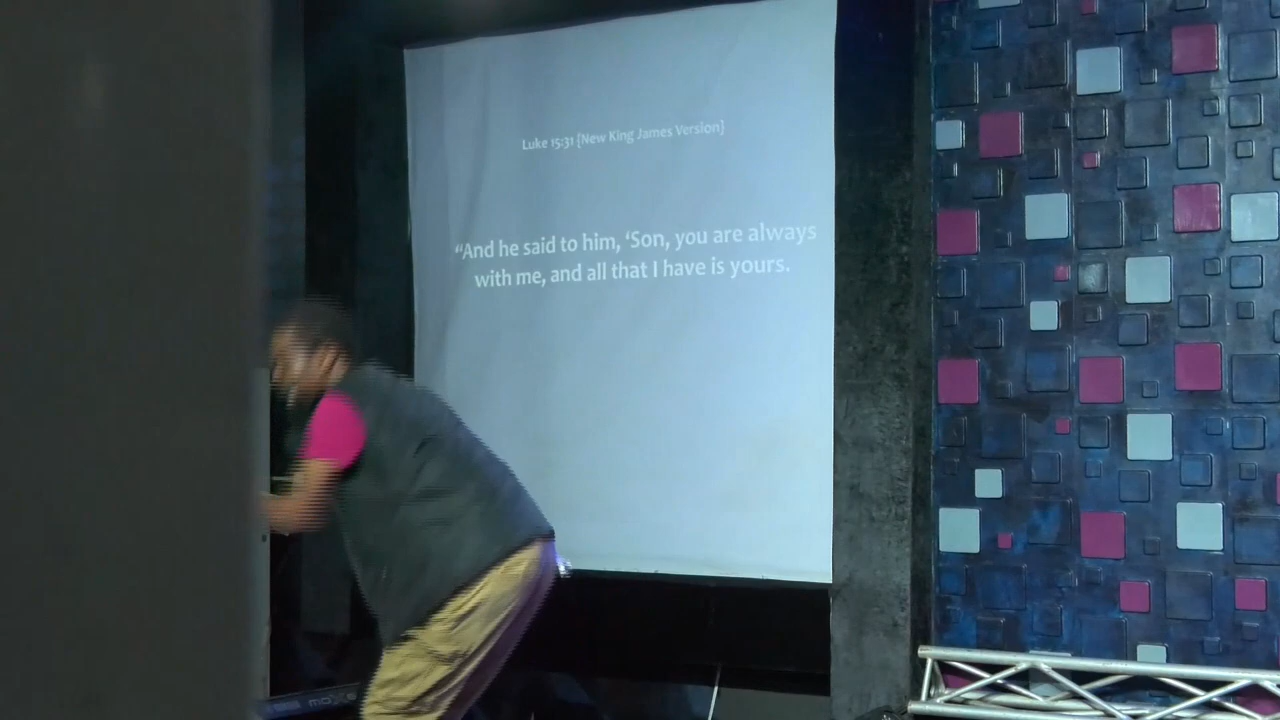 Luke 15:31 [New King James Version]
“And he said to him, ‘Son, you are always
with me, and all that I have is yours.